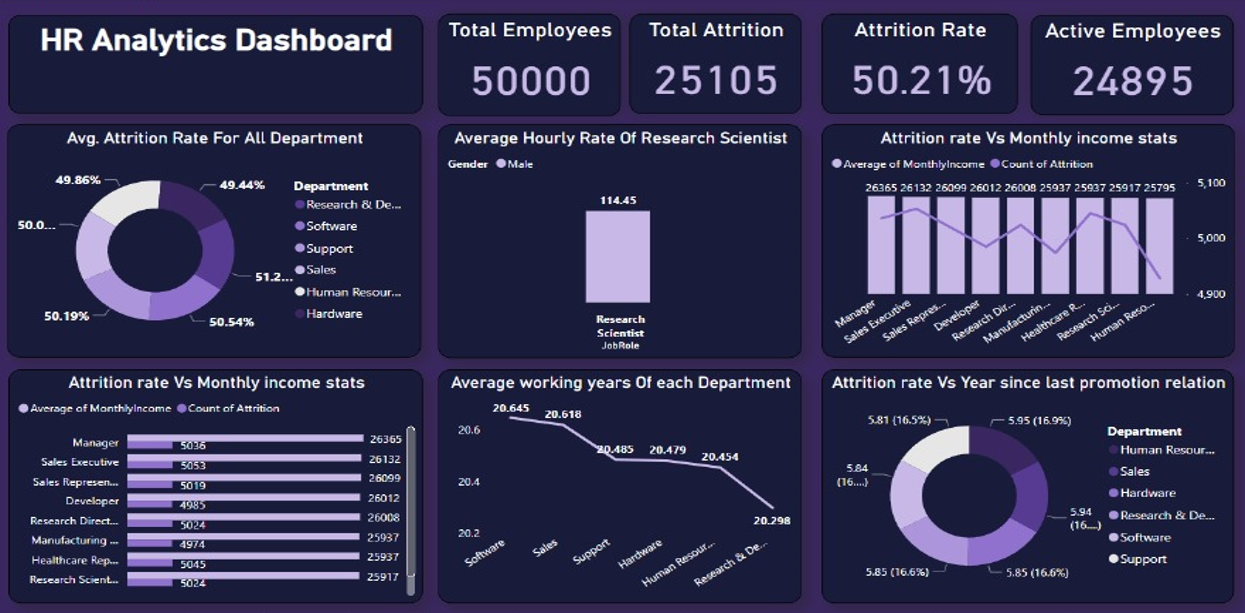 HR Analytics Dashboard
Total Employees
50000
Total Attrition
25105
Attrition Rate
50.21%
Active Employees
24895
Avg. Attrition Rate For All Department
49.86%
49.44%
50.0...
51.2...
50.19%
50.54%
Department
Research & De...
Software
Support
Sales
Human Resour...
Hardware
Average Hourly Rate Of Research Scientist
Gender Male
114.45
Research
Scientist
JobRole
Attrition rate Vs Monthly income stats
Average of MonthlyIncome Count of Attrition
26365 26132 26099 26012 26008 25937 25937 25917 25795
5,100
5,000
4,900
Manager
Sales Executive
Sales Repres...
Developer
Research Dir...
Manufacturin...
Healthcare R...
Research Sci...
Human Reso...
Attrition rate Vs Monthly income stats
Average of MonthlyIncome Count of Attrition
Manager 5036 26365
Sales Executive 5053 26132
Sales Represen... 5019 26099
Developer 4985 26012
Research Direct... 5024 26008
Manufacturing ... 4974 25937
Healthcare Rep... 5045 25937
Research Scient... 5024 25917
Average working years Of each Department
20.6
20.4
20.2
20.645
20.618
20.485
20.479
20.454
20.298
Software
Sales
Support
Hardware
Human Resour...
Research & De...
Attrition rate Vs Year since last promotion relation
5.81 (16.5%)
5.95 (16.9%)
5.84
(16....)
5.94
(16....)
5.85 (16.6%)
5.85 (16.6%)
Department
Human Resour...
Sales
Hardware
Research & De...
Software
Support